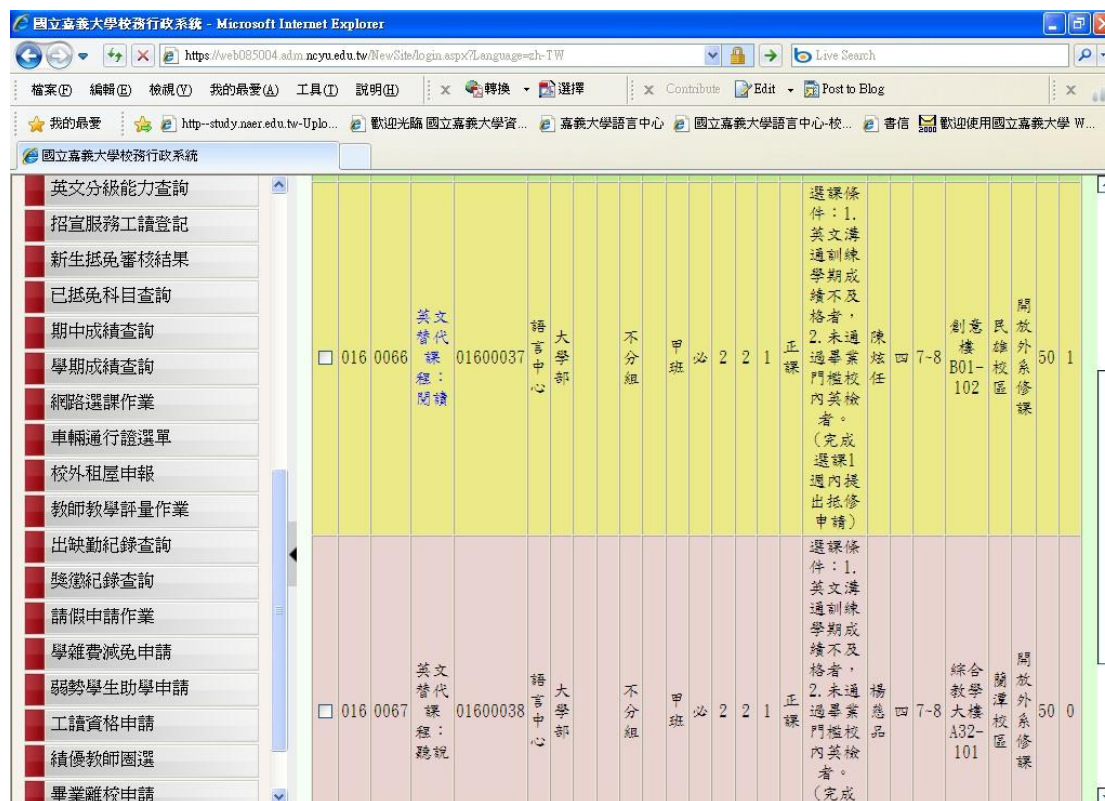 國立嘉義大學校務行政系統 - Microsoft Internet Explorer
https://web085004.adm.ncyu.edu.tw/NewSite/login.aspx?Language=zh-TW
Live Search
檔案(F) 編輯(E) 檢視(V) 我的最愛(A) 工具(T) 說明(H) x 轉換 選擇 x Contribute Edit Post to Blog x
我的最愛 http--study.naer.edu.tw-Uplo... 歡迎光臨 國立嘉義大學資... 嘉義大學語言中心 國立嘉義大學語言中心-校... 書信 歡迎使用國立嘉義大學 W...
國立嘉義大學校務行政系統
英文分級能力查詢
招宣服務工讀登記
新生抵免審核結果
已抵免科目查詢
期中成績查詢
學期成績查詢
網路選課作業
車輛通行證選單
校外租屋申報
教師教學評量作業
出缺勤紀錄查詢
獎懲紀錄查詢
請假申請作業
學雜費減免申請
弱勢學生助學申請
工讀資格申請
績優教師圈選
畢業離校申請
016
0066
英文
替代
課
程：
閱讀
01600037
語
言
中
心
大
學
部
不
分
組
甲
班
必
2
2
1
正
課
選課條
件：1.
英文溝
通訓練
學期成
績不及
格者，
2.未通
過畢業
門檻校
內英檢
者。
(完成
選課1
週內提
出抵修
申請)
陳
炫
任
四
7~8
創意
樓
B01-
102
民
雄
校
區
開
放
外
系
修
課
50
1
016
0067
英文
替代
課
程：
聽說
01600038
語
言
中
心
大
學
部
不
分
組
甲
班
必
2
2
1
正
課
選課條
件：1.
英文溝
通訓練
學期成
績不及
格者，
2.未通
過畢業
門檻校
內英檢
者。
(完成
楊
慈
品
四
7~8
綜合
教學
大樓
A32-
101
蘭
潭
校
區
開
放
外
系
修
課
50
0